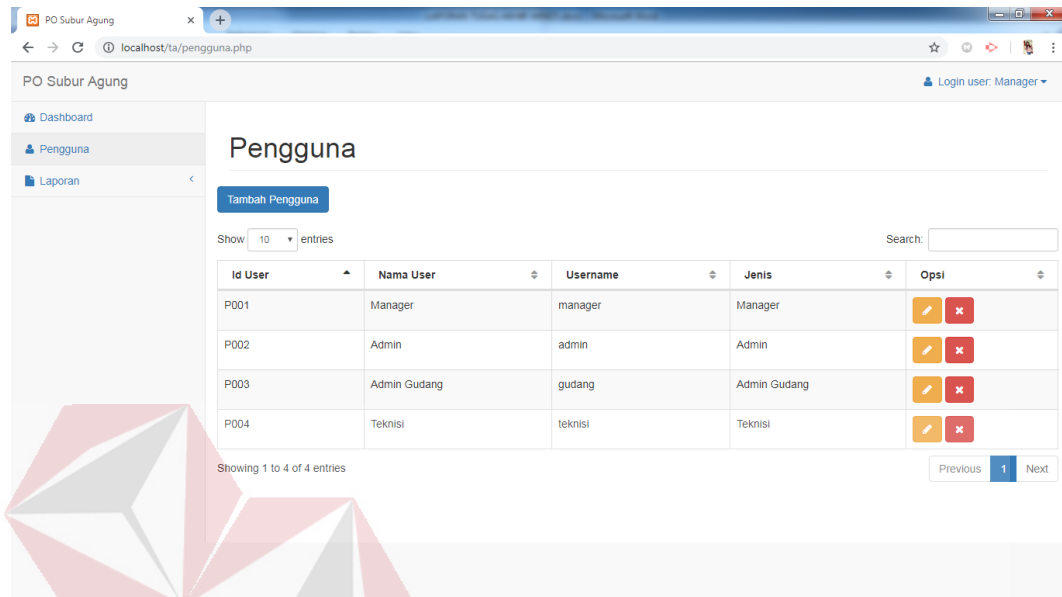 PO Subur Agung
localhost/ta/pengguna.php
PO Subur Agung
Login user: Manager
Dashboard
Pengguna
Laporan
Pengguna
Tambah Pengguna
Show 10 entries
Search:
Id User Nama User Username Jenis Opsi
P001 Manager manager Manager
P002 Admin admin Admin
P003 Admin Gudang gudang Admin Gudang
P004 Teknisi teknisi Teknisi
Showing 1 to 4 of 4 entries
Previous 1 Next